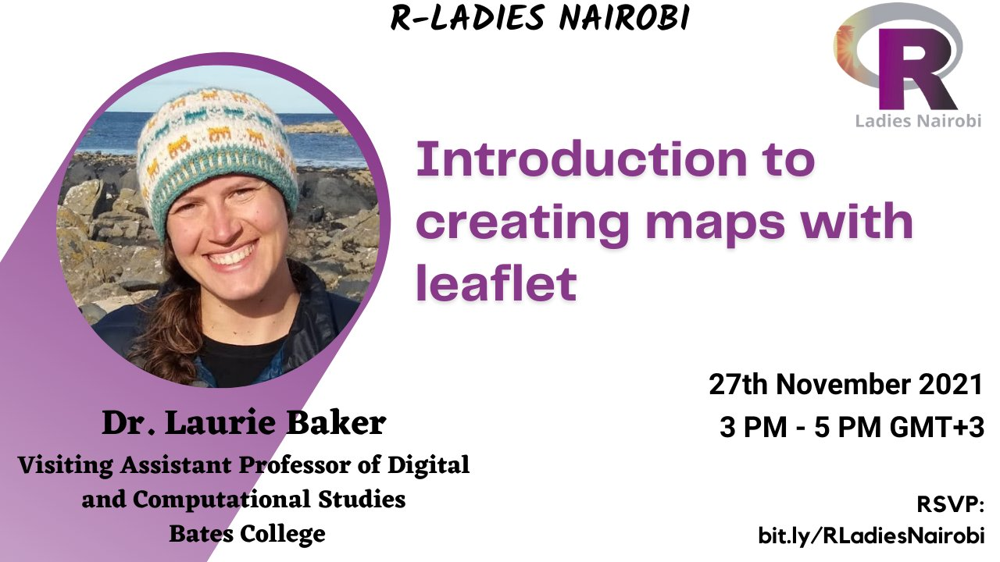 R-LADIES NAIROBI
R
Ladies Nairobi
Introduction to
creating maps with
leaflet
27th November 2021
3 PM - 5 PM GMT+3
Dr. Laurie Baker
Visiting Assistant Professor of Digital
and Computational Studies
Bates College
RSVP:
bit.ly/RLadiesNairobi